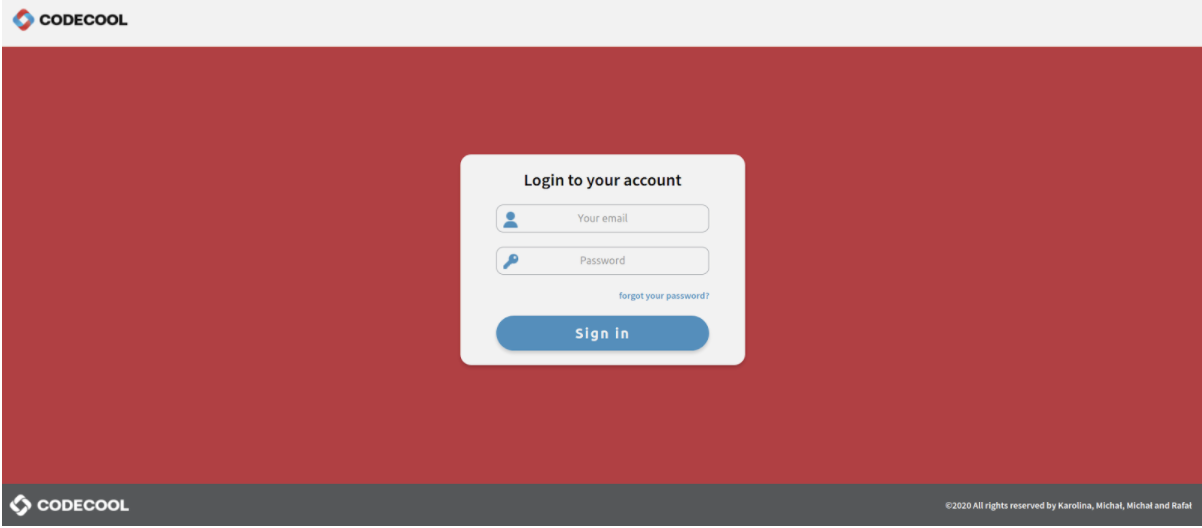 CODECOOL
Login to your account
Your email
Password
forgot your password?
Sign in
CODECOOL
©2020 All rights reserved by Karolina, Michał, Michał and Rafał